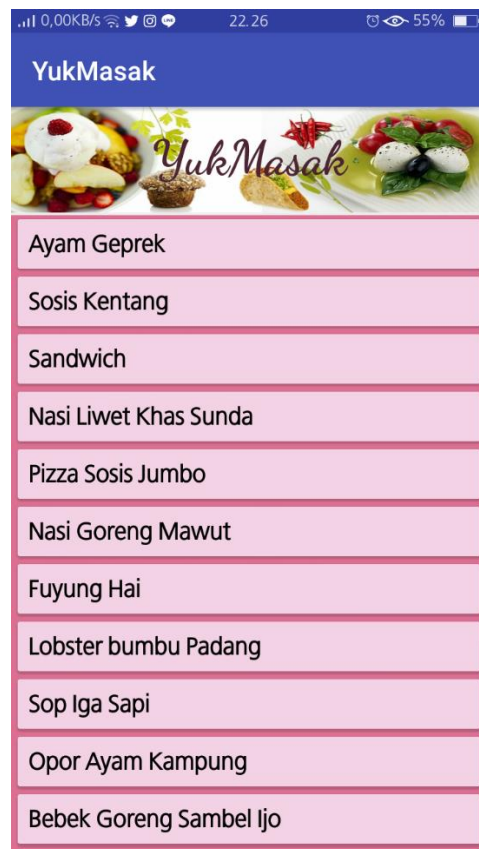 0,00KB/s 22.26 55%
YukMasak
YukMasak
Ayam Geprek
Sosis Kentang
Sandwich
Nasi Liwet Khas Sunda
Pizza Sosis Jumbo
Nasi Goreng Mawut
Fuyung Hai
Lobster bumbu Padang
Sop Iga Sapi
Opor Ayam Kampung
Bebek Goreng Sambel Ijo